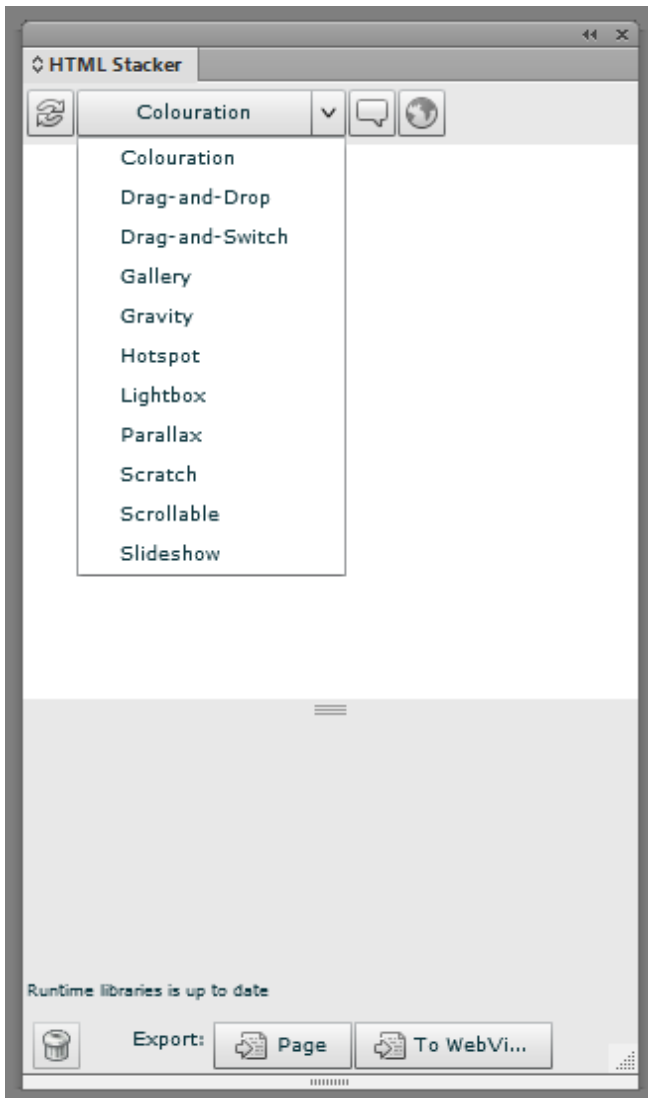 HTML Stacker
Colouration
Colouration
Drag-and-Drop
Drag-and-Switch
Gallery
Gravity
Hotspot
Lightbox
Parallax
Scratch
Scrollable
Slideshow
Runtime libraries is up to date
Export: Page To WebVi...